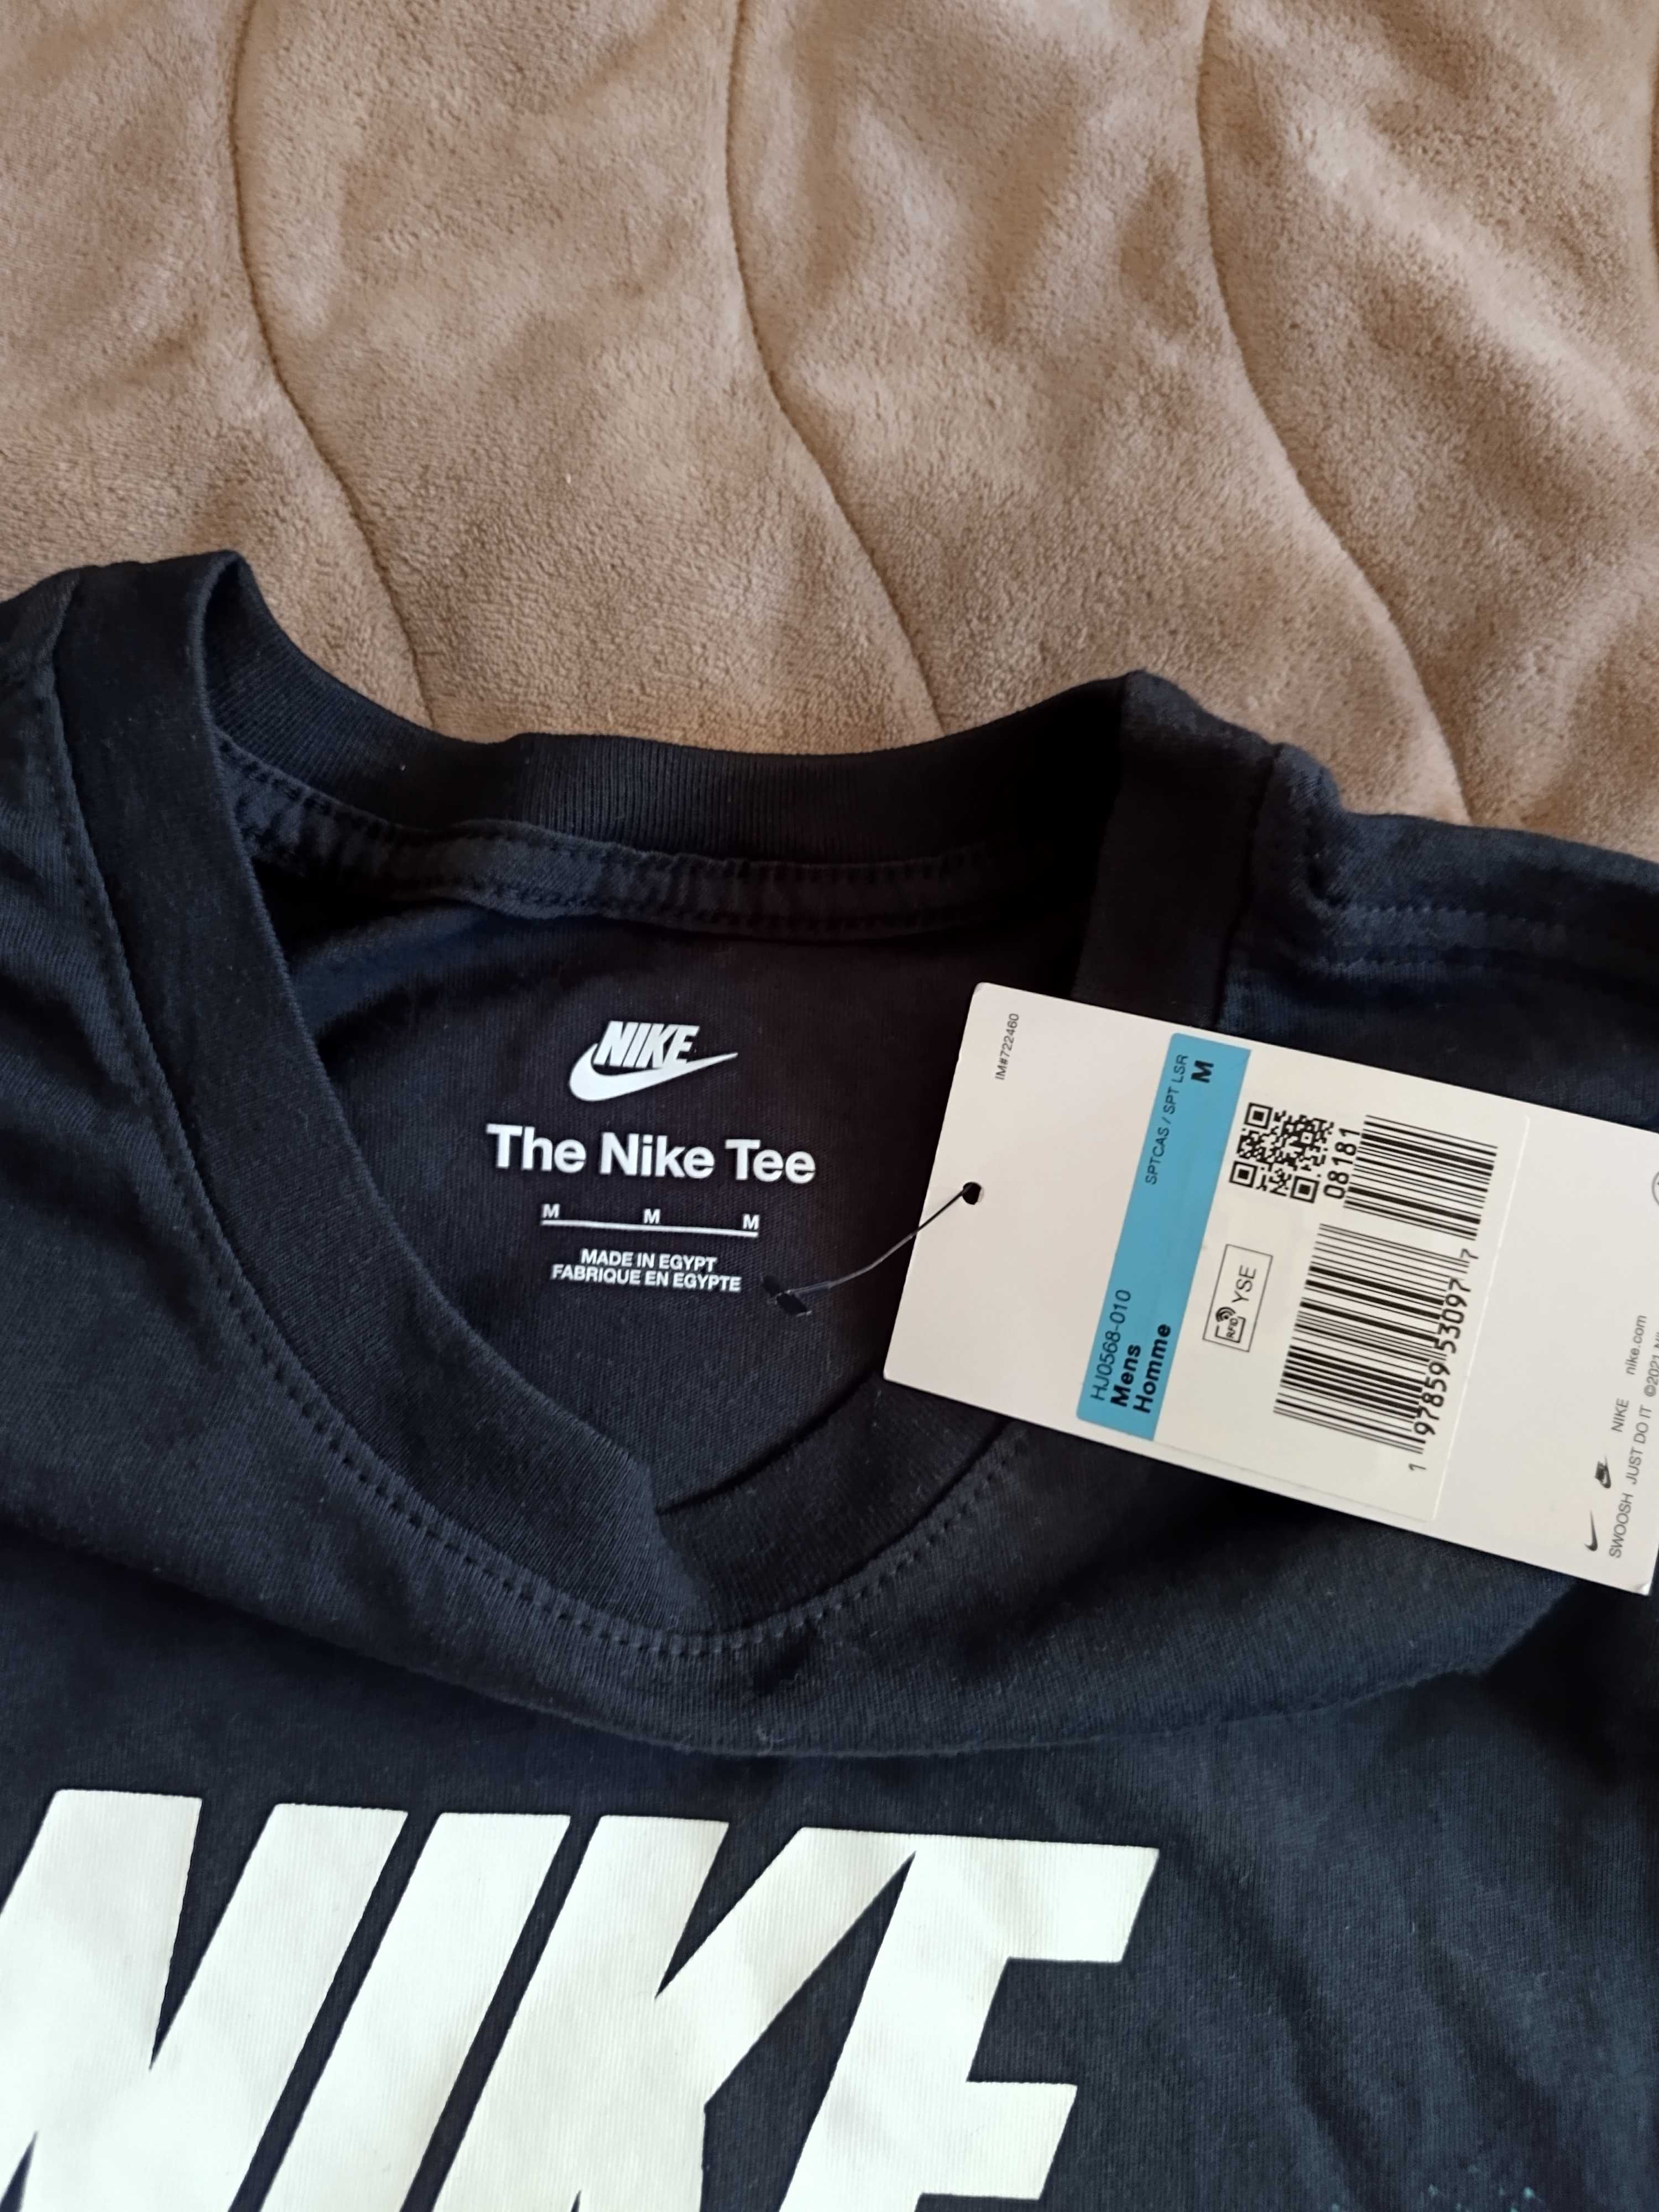 NIKE
The Nike Tee
M M M
MADE IN EGYPT
FABRIQUE EN EGYPTE
IM#722460
SPTCAS / SPT LSR
M
HJ0568-010
Mens
Homme
RFID YSE
08181
1 97859 53097 7
NIKE nike.com
SWOOSH JUST DO IT ©2021
NIKE